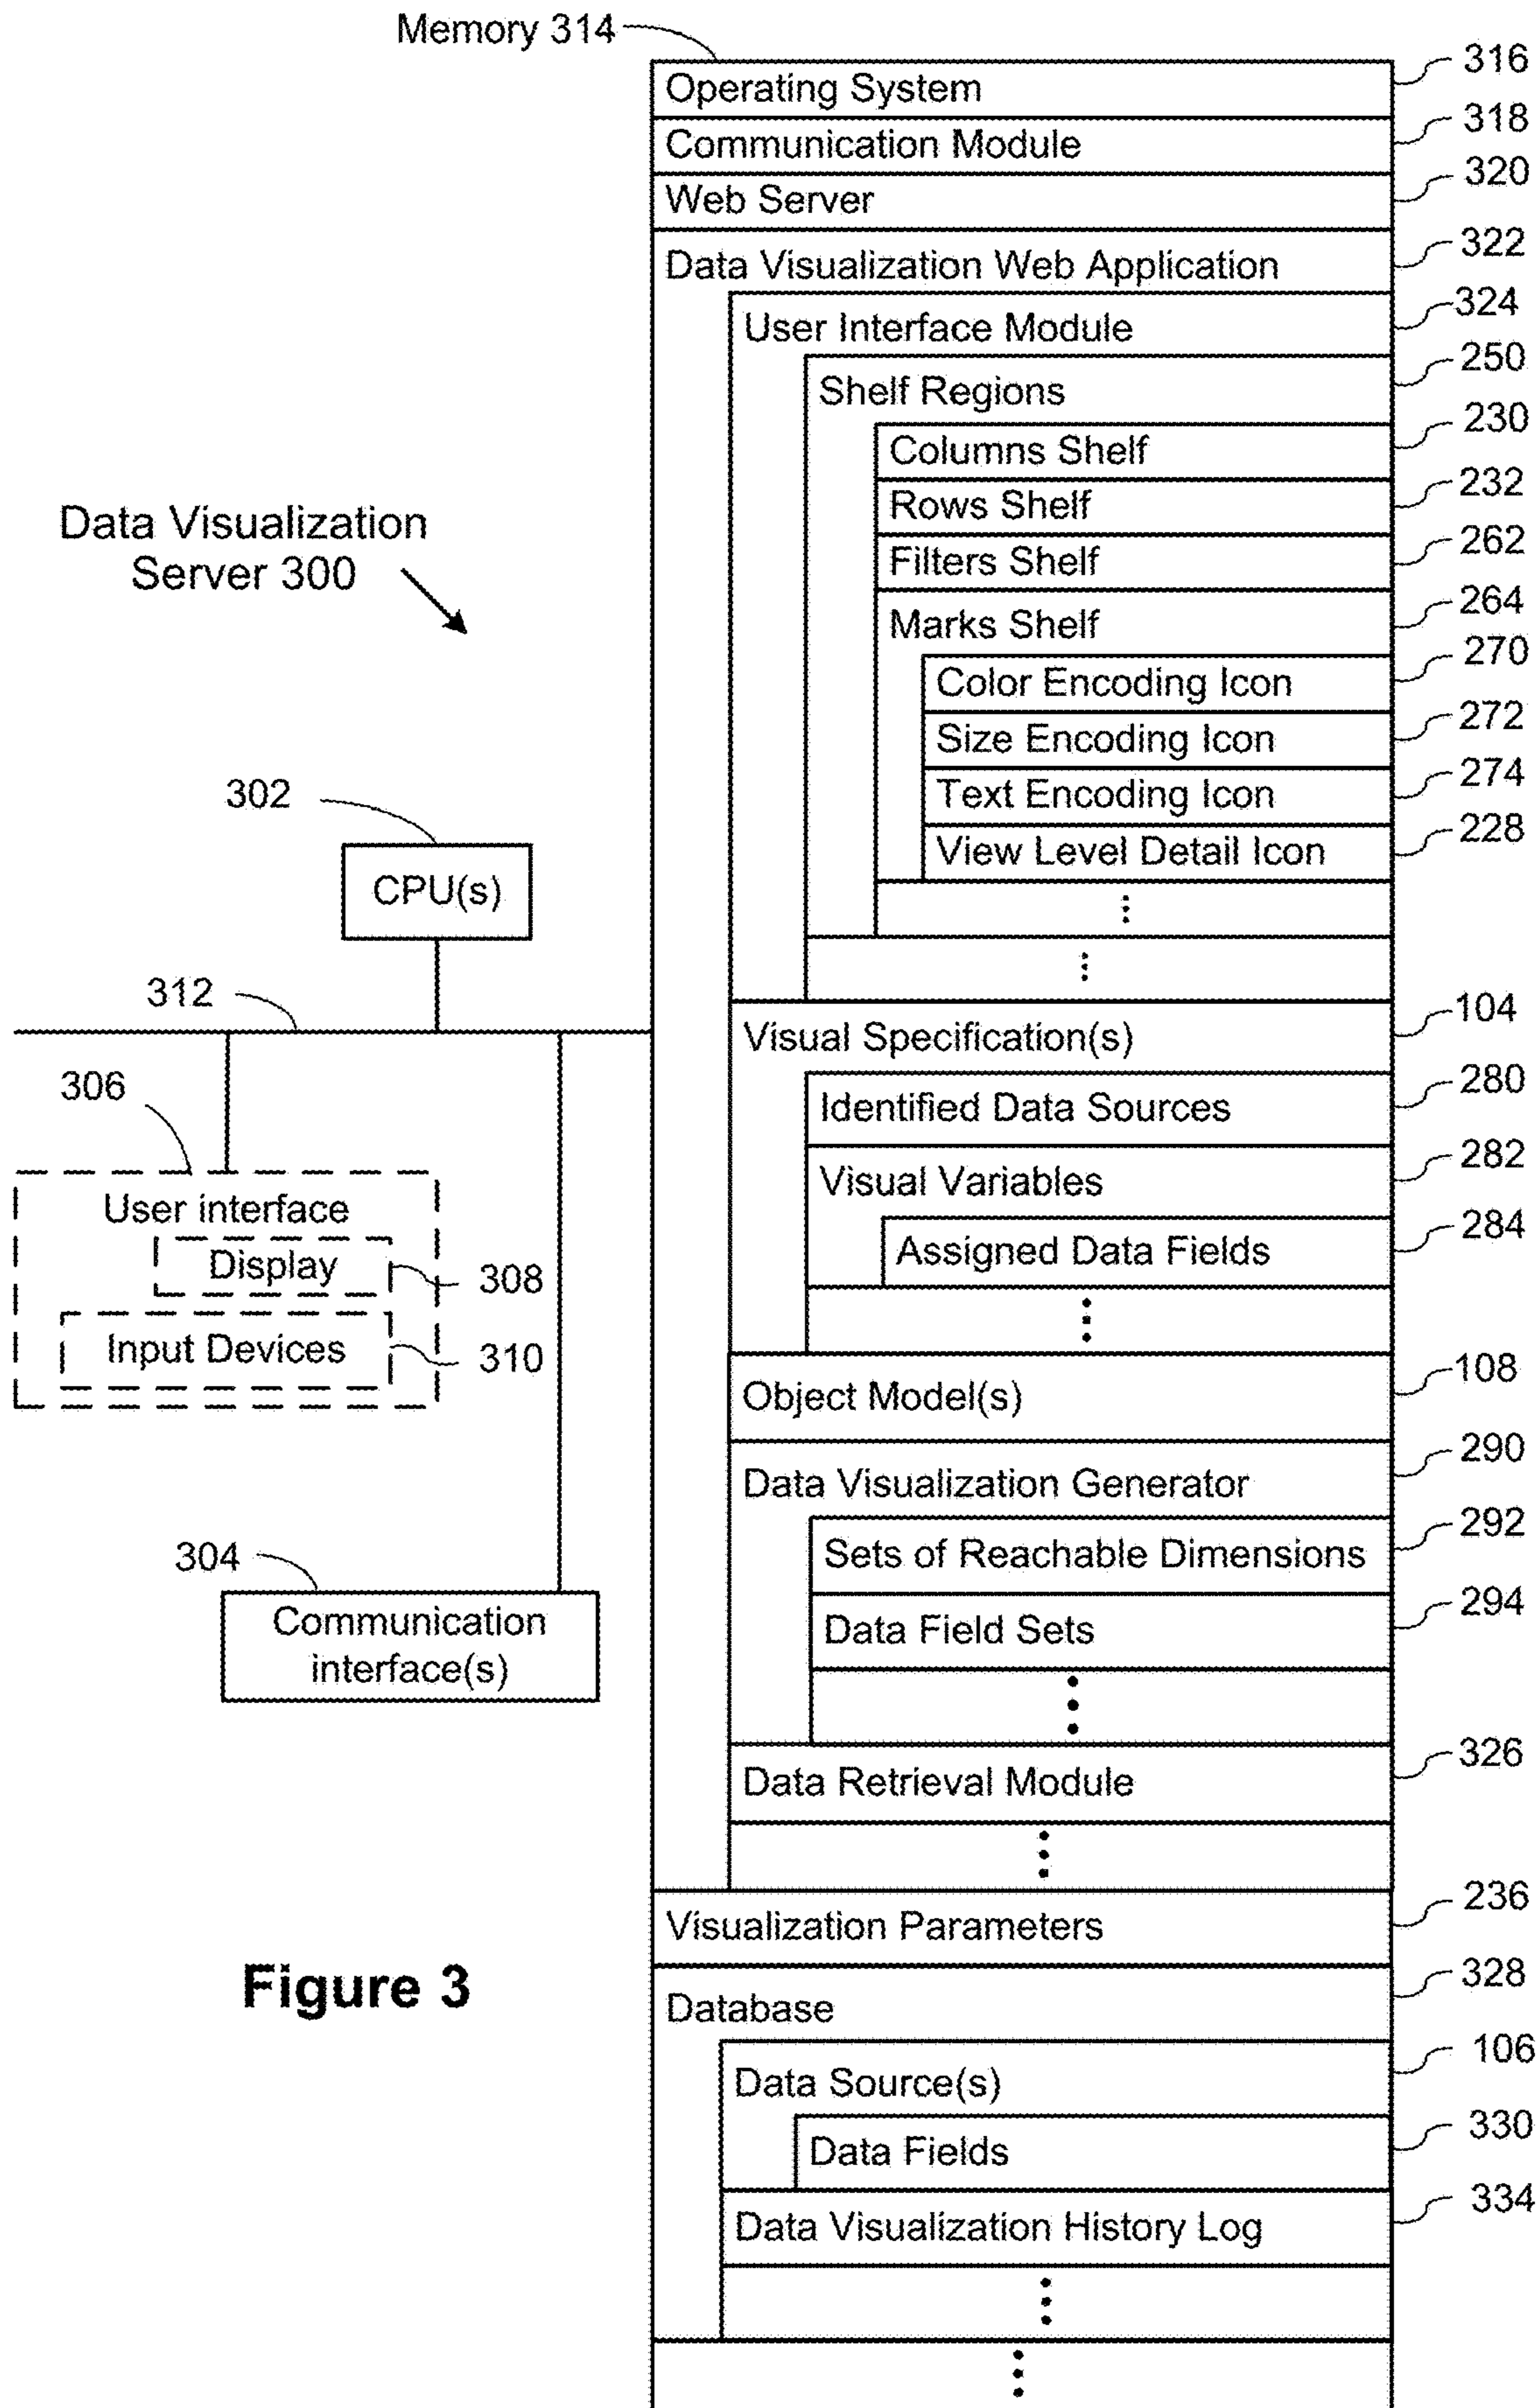 Memory 314
Operating System 316
Communication Module 318
Web Server 320
Data Visualization Web Application 322
User Interface Module 324
Shelf Regions 250
Columns Shelf 230
Rows Shelf 232
Filters Shelf 262
Marks Shelf 264
Color Encoding Icon 270
Size Encoding Icon 272
Text Encoding Icon 274
View Level Detail Icon 228
Visual Specification(s) 104
Identified Data Sources 280
Visual Variables 282
Assigned Data Fields 284
Object Model(s) 108
Data Visualization Generator 290
Sets of Reachable Dimensions 292
Data Field Sets 294
Data Retrieval Module 326
Visualization Parameters 236
Database 328
Data Source(s) 106
Data Fields 330
Data Visualization History Log 334
Data Visualization
Server 300
302
CPU(s)
312
306
User interface
Display 308
Input Devices 310
304
Communication
interface(s)
Figure 3